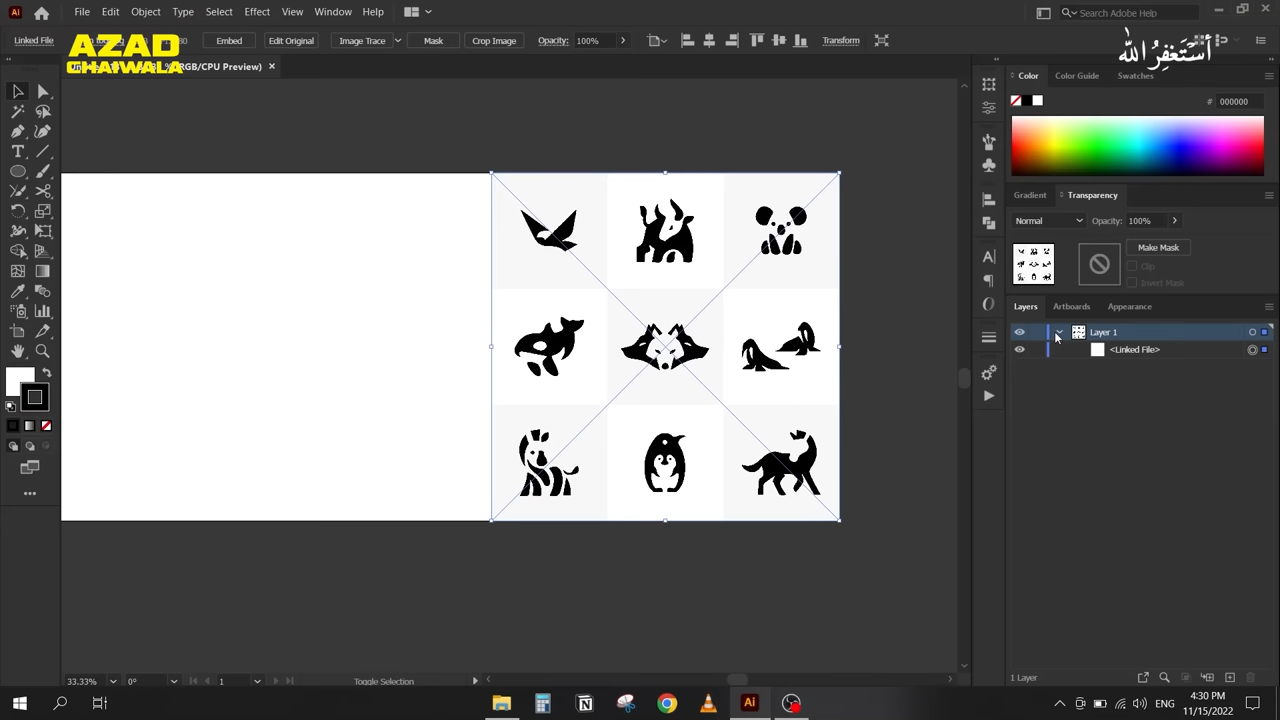 Ai File Edit Object Type Select Effect View Window Help Search Adobe Help
Linked File Embed Edit Original Image Trace Mask Crop Image Opacity: 100% Transform
AZAD
CHAIWALA
أستغفر الله
RGB/CPU Preview)
Color Color Guide Swatches
# 000000
Gradient Transparency
Normal Opacity: 100%
Make Mask
Clip
Invert Mask
Layers Artboards Appearance
Layer 1
<Linked File>
33.33% 0° 1 Toggle Selection
1 Layer
Ai ENG
4:30 PM
11/15/2022